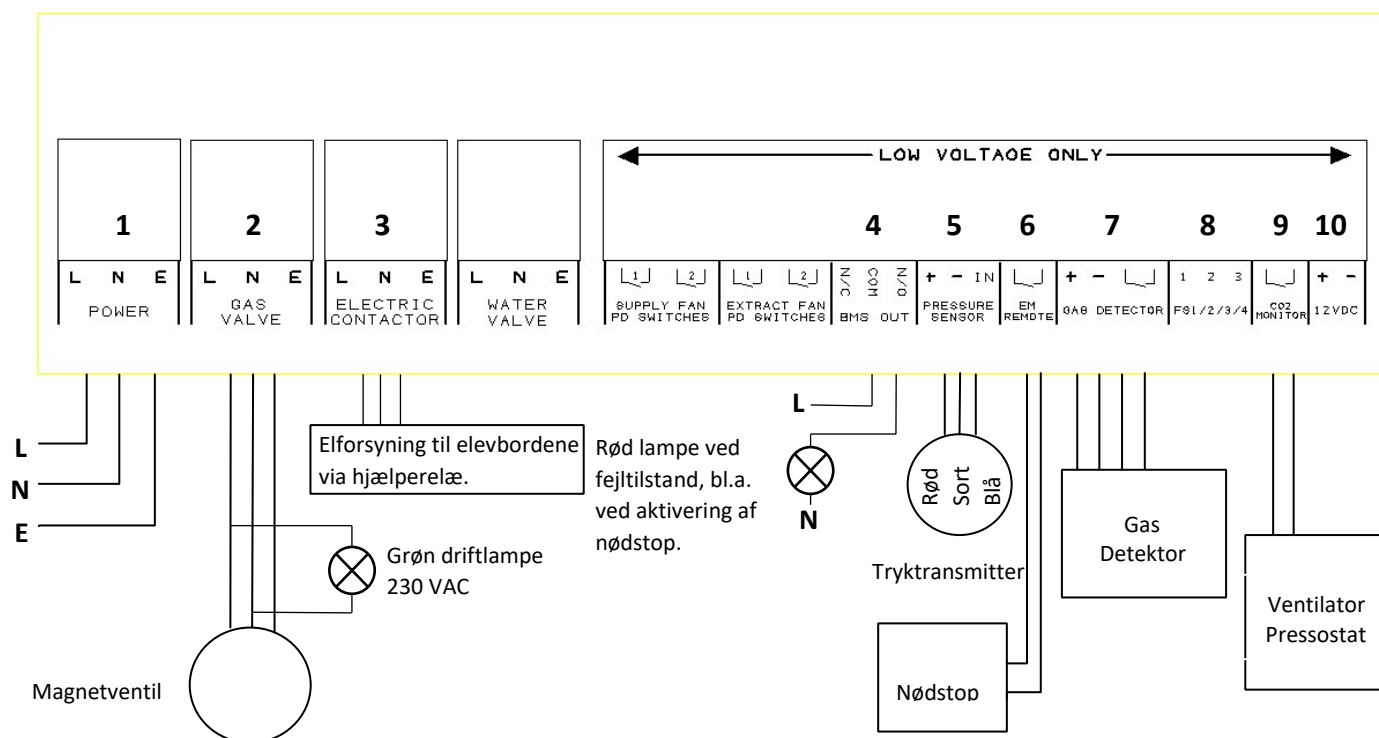 LOW VOLTAGE ONLY
1 2 3 4 5 6 7 8 9 10
L N E L N E L N E L N E 1 2 1 2 N/C COM N/O + - IN + - 1 2 3 + -
POWER
GAS VALVE
ELECTRIC CONTACTOR
WATER VALVE
SUPPLY FAN
PD SWITCHES
EXTRACT FAN
PD SWITCHES
BMS OUT
PRESSURE
SENSOR
EM
REMOTE
GAS DETECTOR
FS1/2/3/4
CO2
MONITOR
12VDC
L
N
E
Elforsyning til elevbordene
via hjælperelæ.
Rød lampe ved
fejltilstand, bl.a.
ved aktivering af
nødstop.
L
N
Rød
Sort
Blå
Tryktransmitter
Gas
Detektor
Ventilator
Pressostat
Grøn driftlampe
230 VAC
Magnetventil
Nødstop